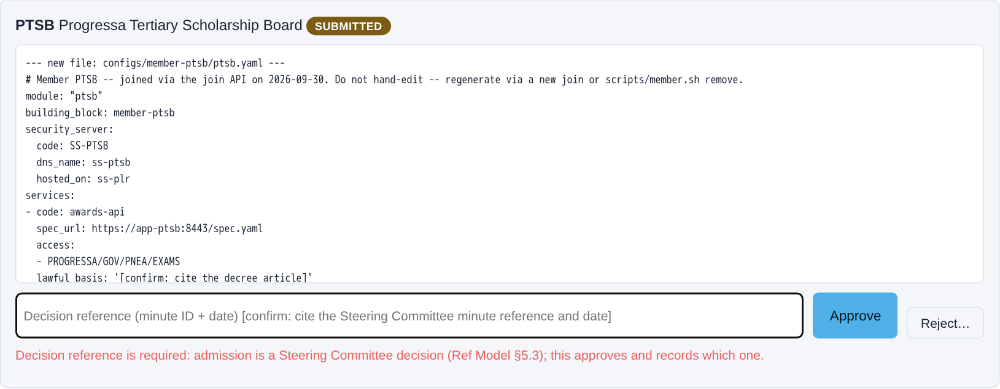 PTSB Progressa Tertiary Scholarship Board SUBMITTED
--- new file: configs/member-ptsb/ptsb.yaml ---
# Member PTSB -- joined via the join API on 2026-09-30. Do not hand-edit -- regenerate via a new join or scripts/member.sh remove.
module: "ptsb"
building_block: member-ptsb
security_server:
  code: SS-PTSB
  dns_name: ss-ptsb
  hosted_on: ss-plr
services:
- code: awards-api
  spec_url: https://app-ptsb:8443/spec.yaml
  access:
  - PROGRESSA/GOV/PNEA/EXAMS
  lawful_basis: '[confirm: cite the decree article]'
Decision reference (minute ID + date) [confirm: cite the Steering Committee minute reference and date]
Approve
Reject…
Decision reference is required: admission is a Steering Committee decision (Ref Model §5.3); this approves and records which one.